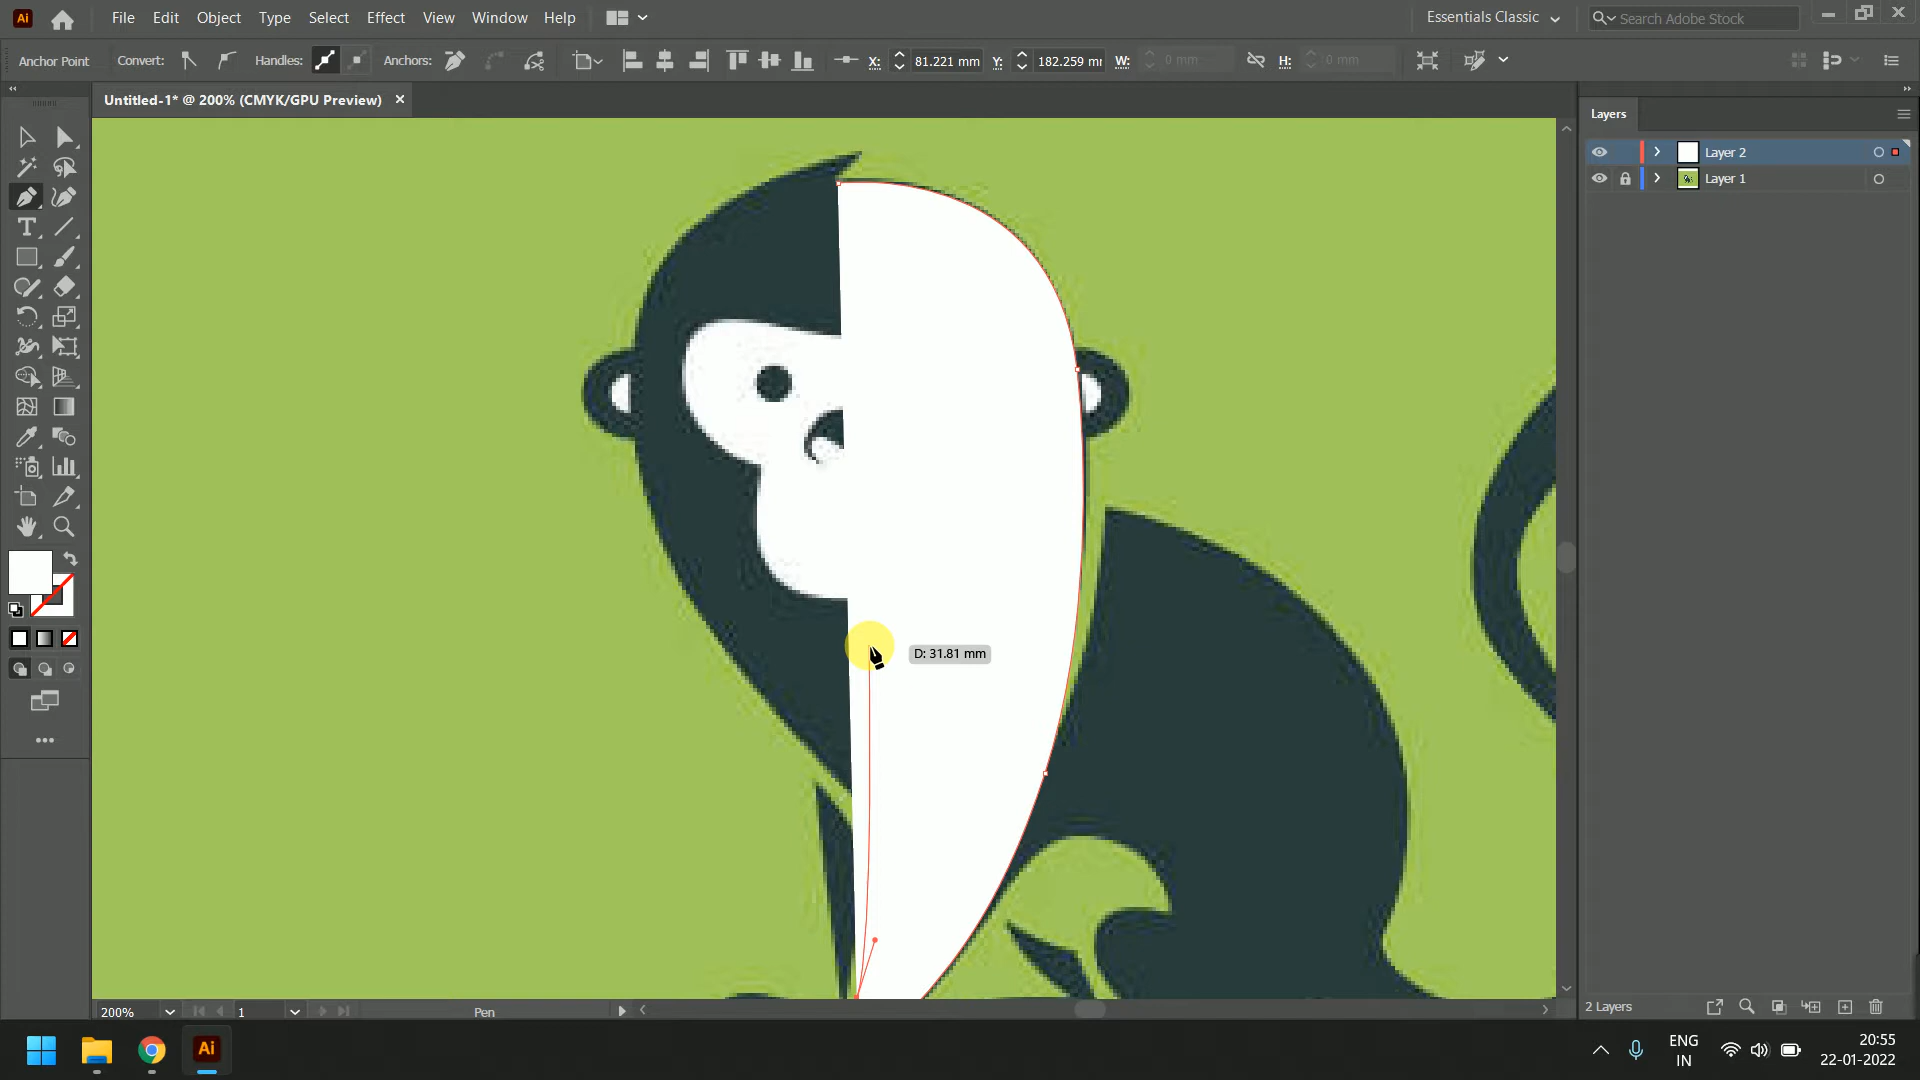 Ai File Edit Object Type Select Effect View Window Help Essentials Classic Search Adobe Stock
Anchor Point Convert: Handles: Anchors: X: 81.221 mm Y: 182.259 mm W: 0 mm H: 0 mm
Untitled-1* @ 200% (CMYK/GPU Preview)
Layers
Layer 2
Layer 1
D: 31.81 mm
200% 1 Pen
2 Layers
Ai
ENG
IN
20:55
22-01-2022